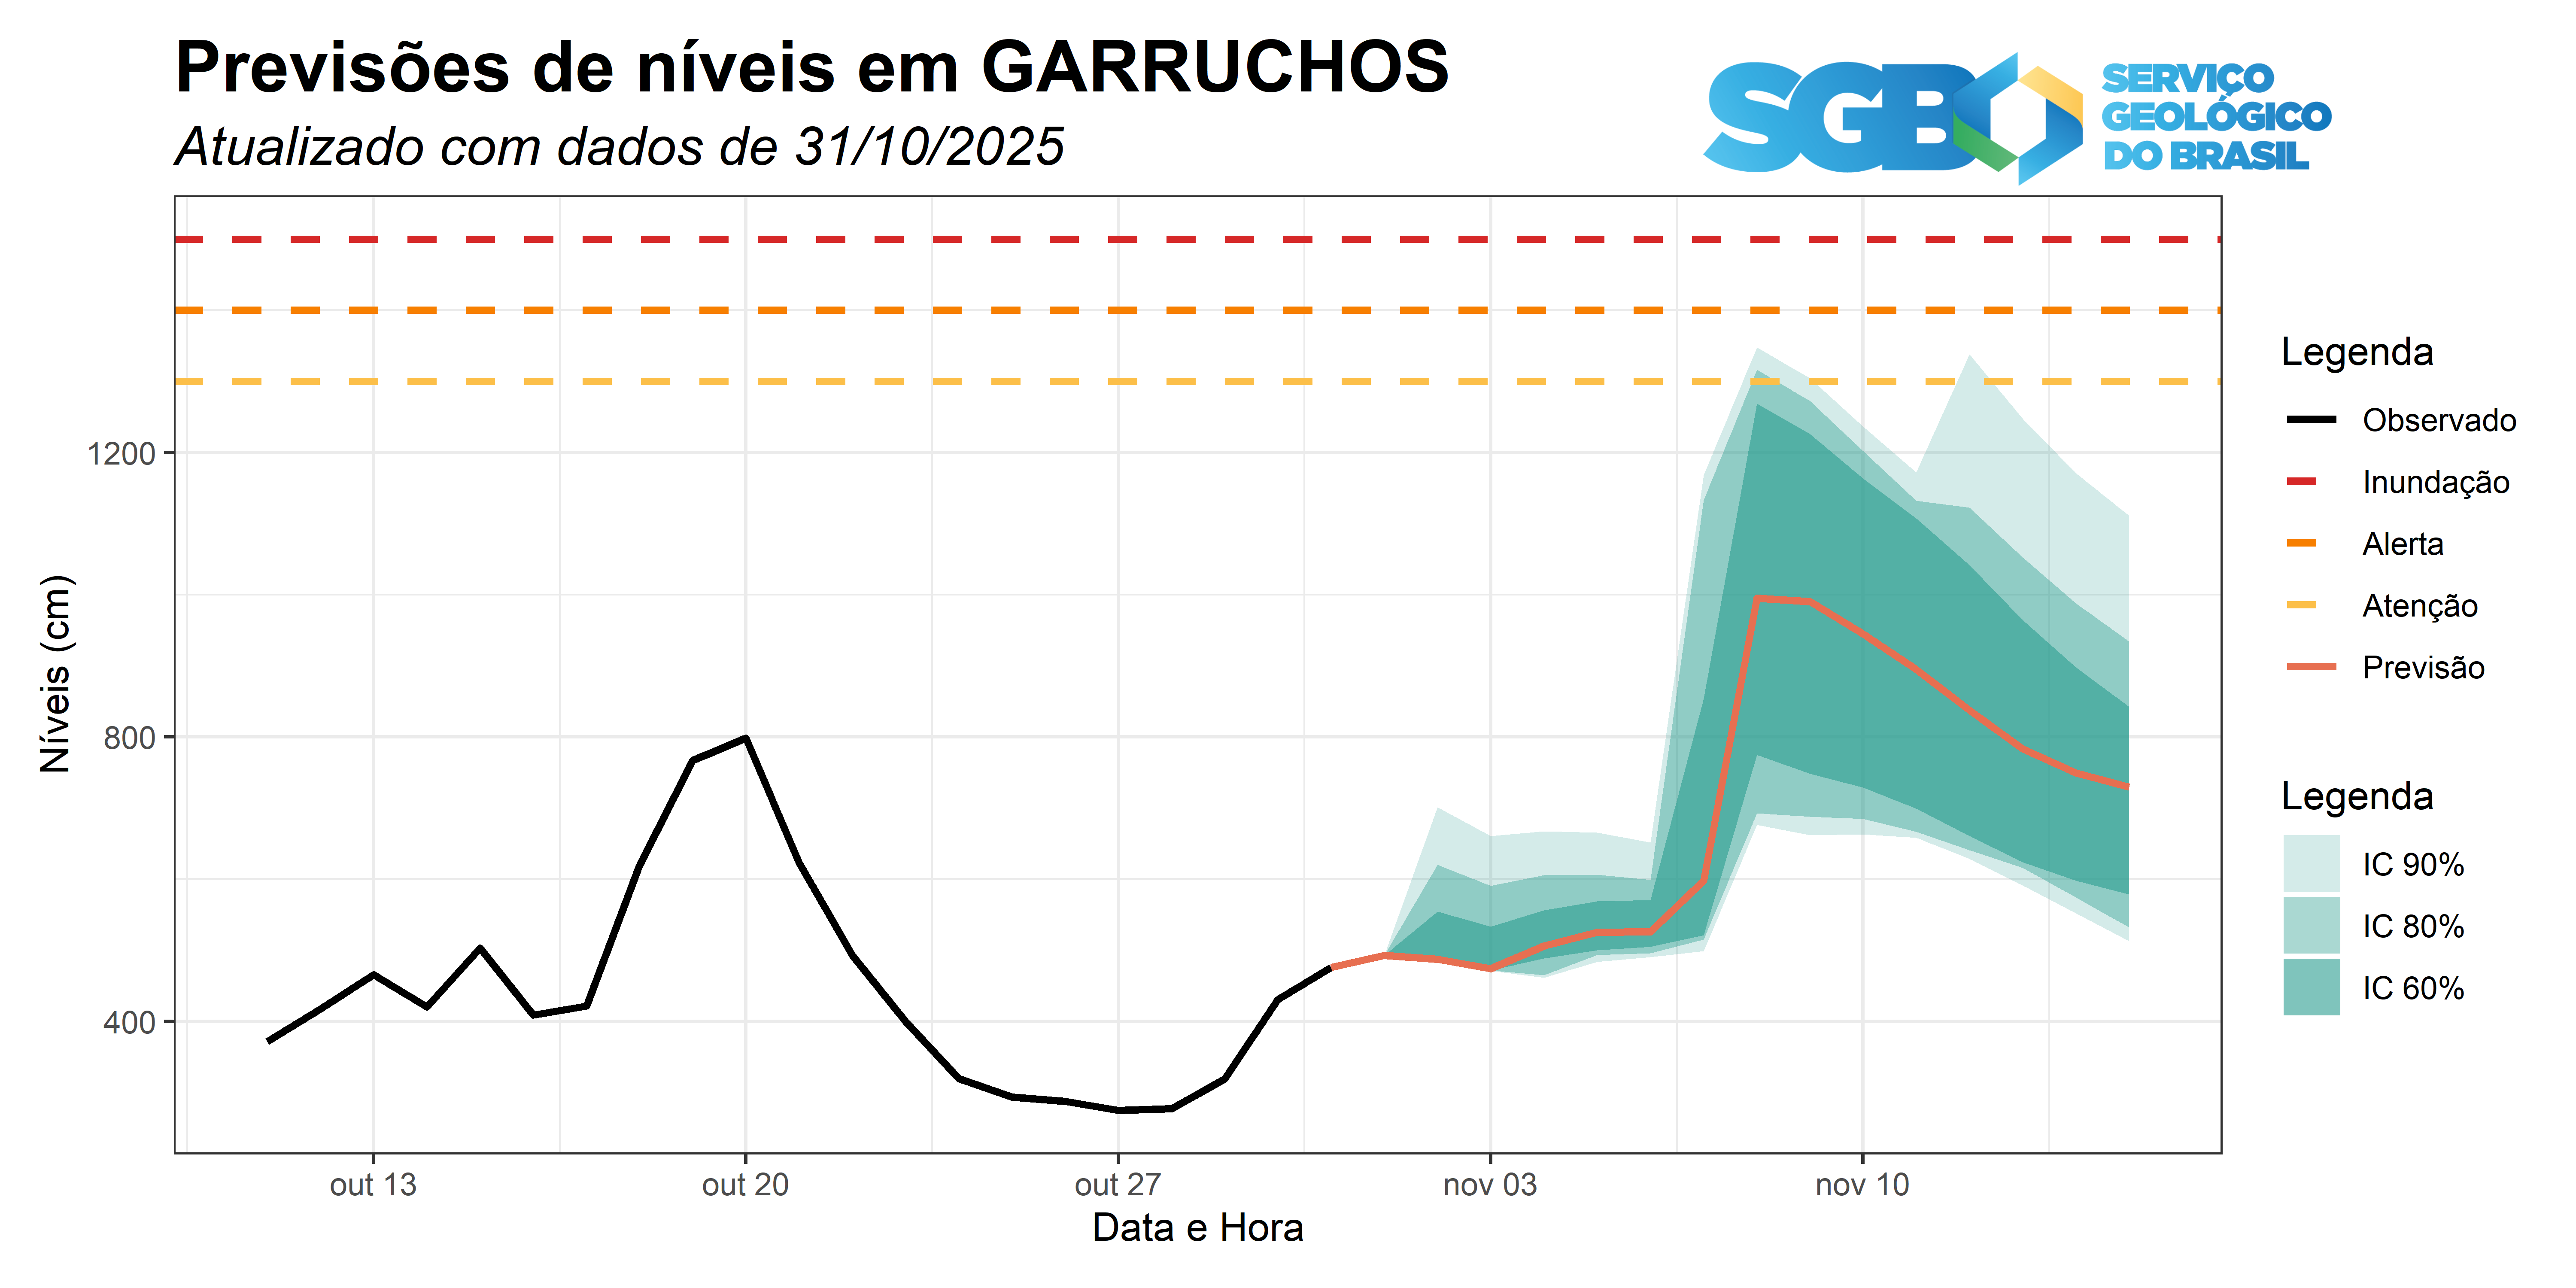 Previsões de níveis em GARRUCHOS
Atualizado com dados de 31/10/2025
SGB
SERVIÇO
GEOLÓGICO
DO BRASIL
Níveis (cm)
1200
800
400
out 13
out 20
out 27
nov 03
nov 10
Data e Hora
Legenda
Observado
Inundação
Alerta
Atenção
Previsão
Legenda
IC 90%
IC 80%
IC 60%